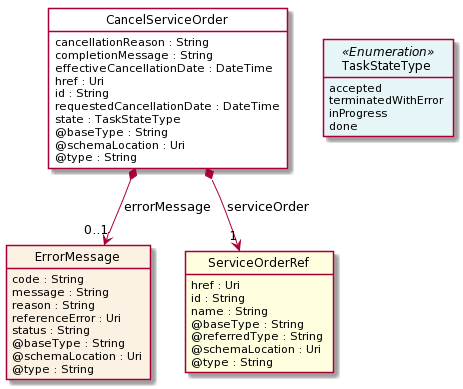 CancelServiceOrder
cancellationReason : String
completionMessage : String
effectiveCancellationDate : DateTime
href : Uri
id : String
requestedCancellationDate : DateTime
state : TaskStateType
@baseType : String
@schemaLocation : Uri
@type : String
«Enumeration»
TaskStateType
accepted
terminatedWithError
inProgress
done
errorMessage
serviceOrder
0..1
1
ErrorMessage
code : String
message : String
reason : String
referenceError : Uri
status : String
@baseType : String
@schemaLocation : Uri
@type : String
ServiceOrderRef
href : Uri
id : String
name : String
@baseType : String
@referredType : String
@schemaLocation : Uri
@type : String